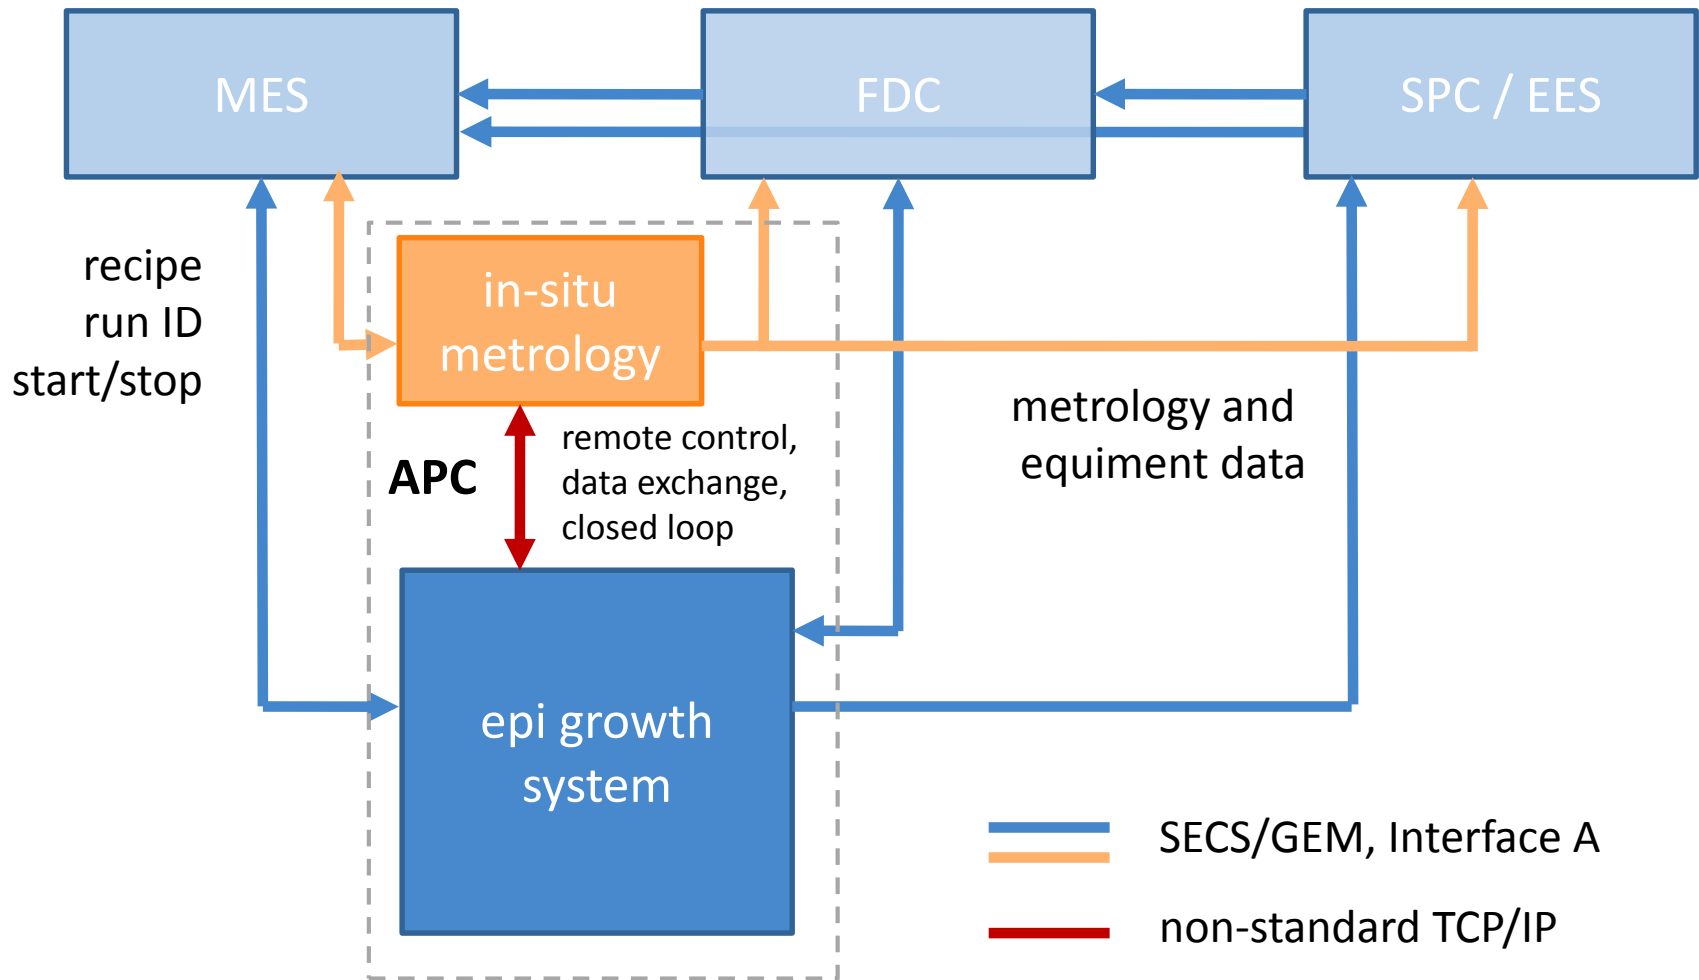 MES
FDC
SPC / EES
recipe
run ID
start/stop
in-situ
metrology
APC
remote control,
data exchange,
closed loop
metrology and
equiment data
epi growth
system
SECS/GEM, Interface A
non-standard TCP/IP